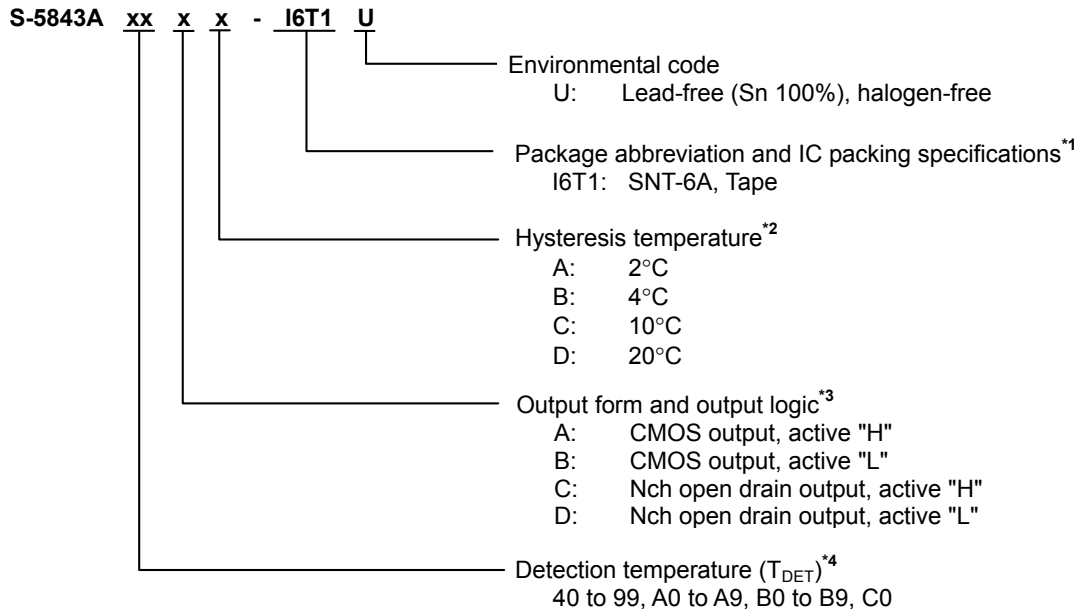 S-5843A xx x x - I6T1 U
Environmental code
U: Lead-free (Sn 100%), halogen-free
Package abbreviation and IC packing specifications*1
I6T1: SNT-6A, Tape
Hysteresis temperature*2
A: 2°C
B: 4°C
C: 10°C
D: 20°C
Output form and output logic*3
A: CMOS output, active "H"
B: CMOS output, active "L"
C: Nch open drain output, active "H"
D: Nch open drain output, active "L"
Detection temperature (TDET)*4
40 to 99, A0 to A9, B0 to B9, C0